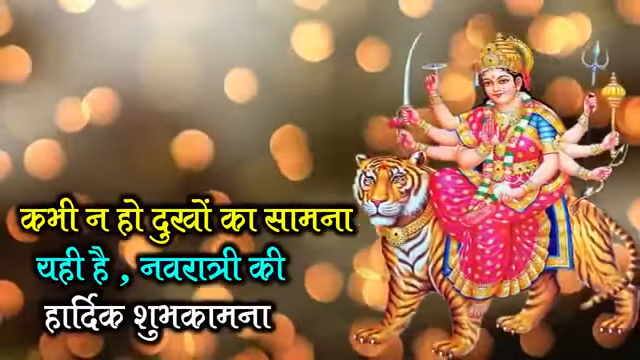 कभी न हो दुखों का सामना
यही है , नवरात्री की
हार्दिक शुभकामना